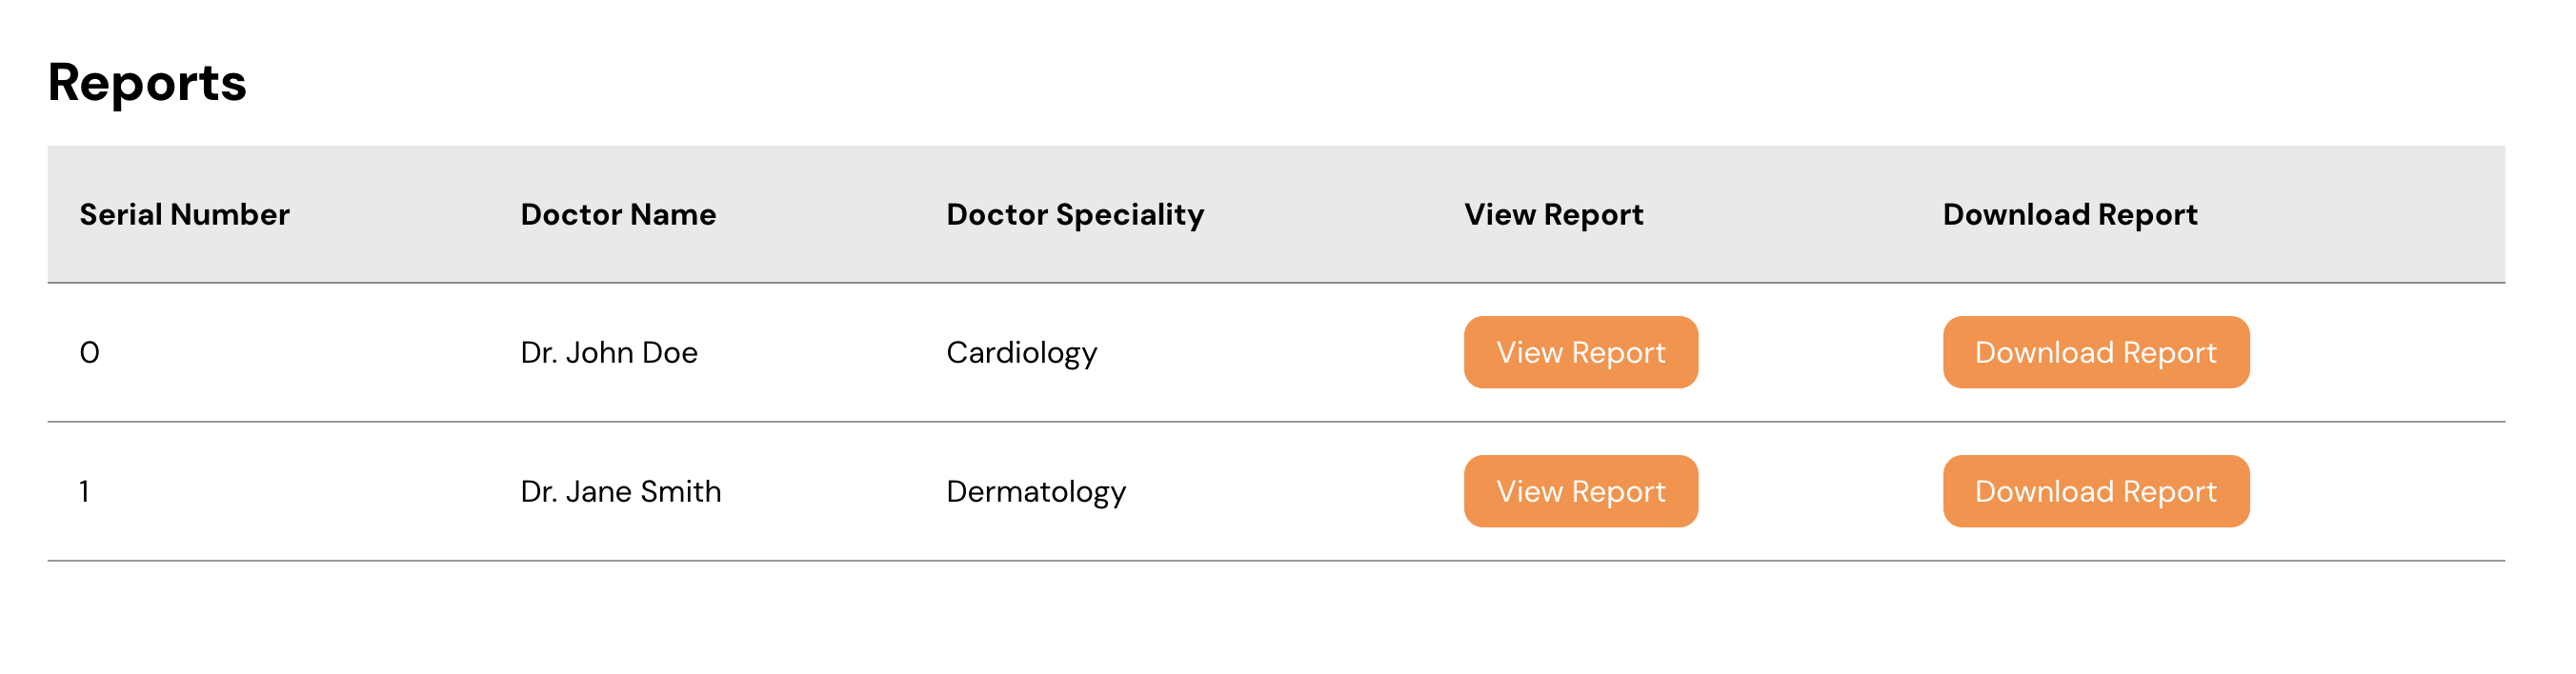 Reports
Serial Number Doctor Name Doctor Speciality View Report Download Report
0 Dr. John Doe Cardiology View Report Download Report
1 Dr. Jane Smith Dermatology View Report Download Report